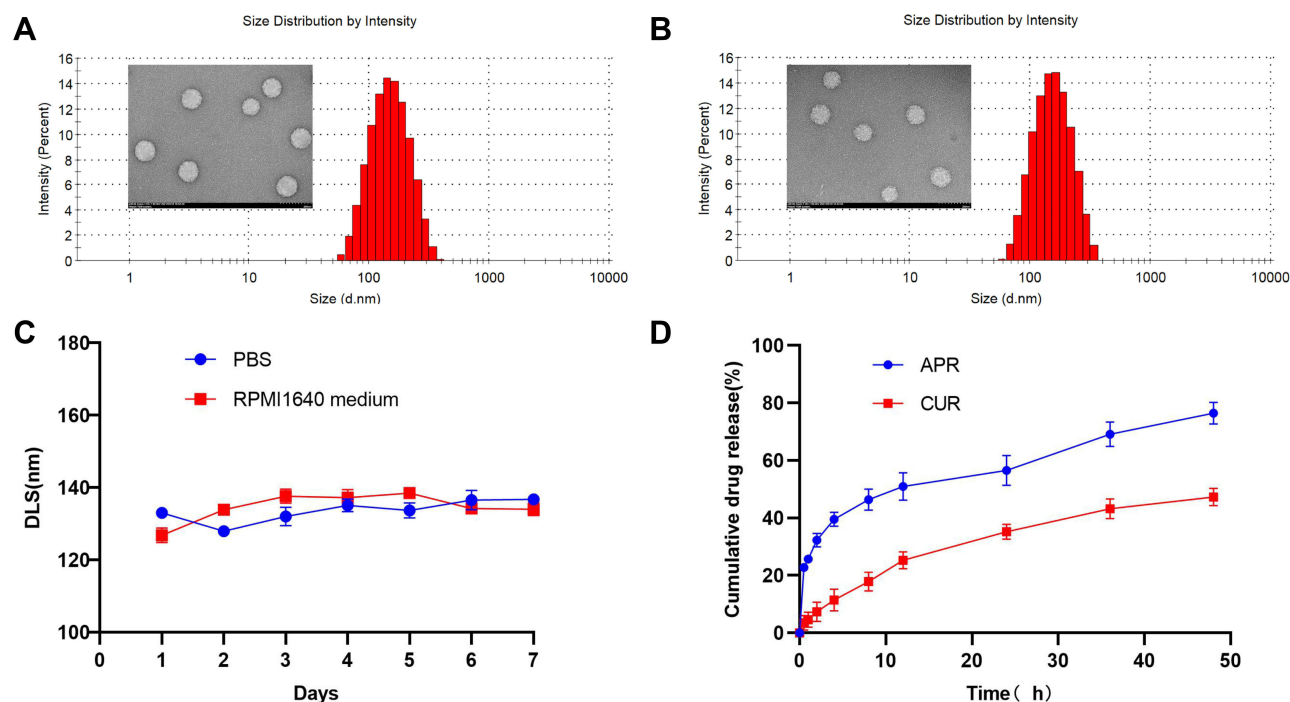 A
Size Distribution by Intensity
Intensity (Percent)
16
14
12
10
8
6
4
2
0
1
10
100
1000
10000
Size (d.nm)
B
Size Distribution by Intensity
Intensity (Percent)
16
14
12
10
8
6
4
2
0
1
10
100
1000
10000
Size (d.nm)
C
PBS
RPMI1640 medium
DLS(nm)
180
160
140
120
100
0
1
2
3
4
5
6
7
Days
D
APR
CUR
Cumulative drug release(%)
100
80
60
40
20
0
0
10
20
30
40
50
Time( h)